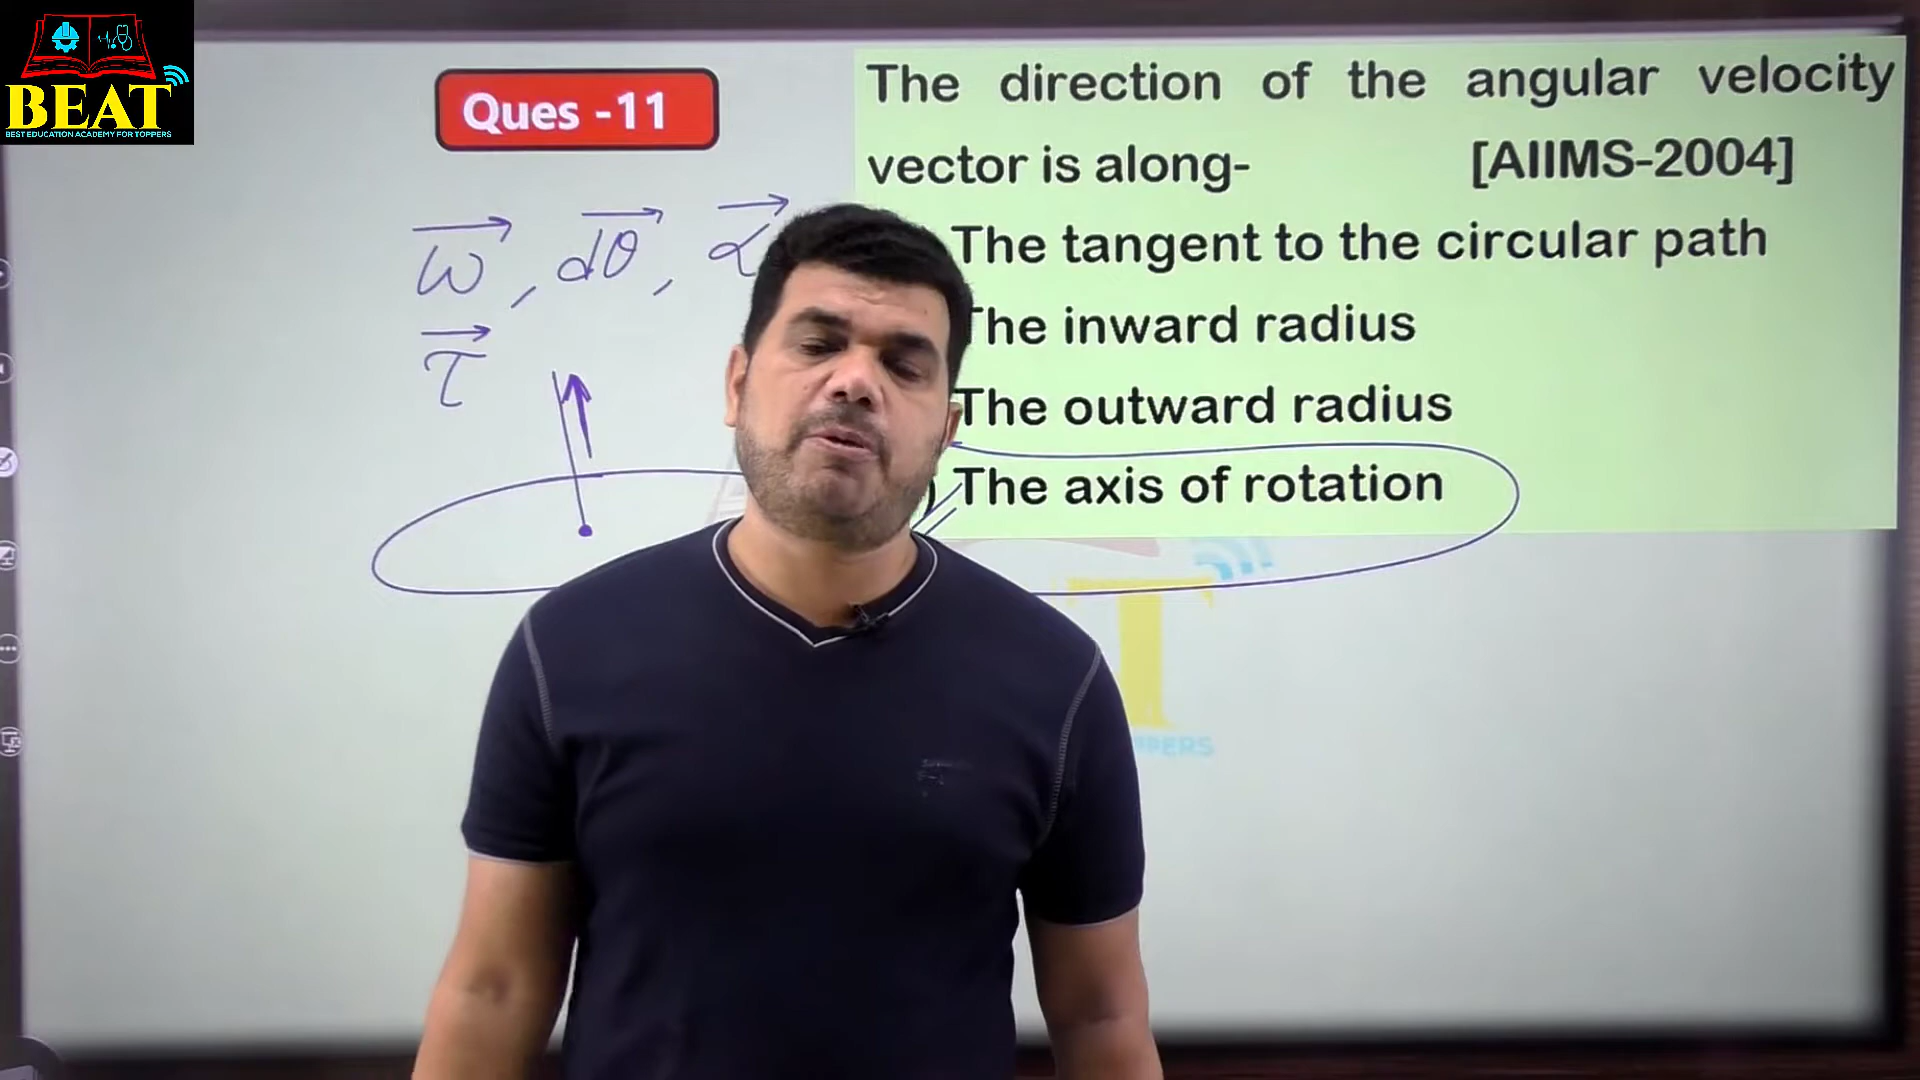 BEAT
BEST EDUCATION ACADEMY FOR TOPPERS
Ques -11
The direction of the angular velocity
vector is along- [AIIMS-2004]
The tangent to the circular path
The inward radius
The outward radius
) The axis of rotation
ω, dθ, α
τ
T
PPERS